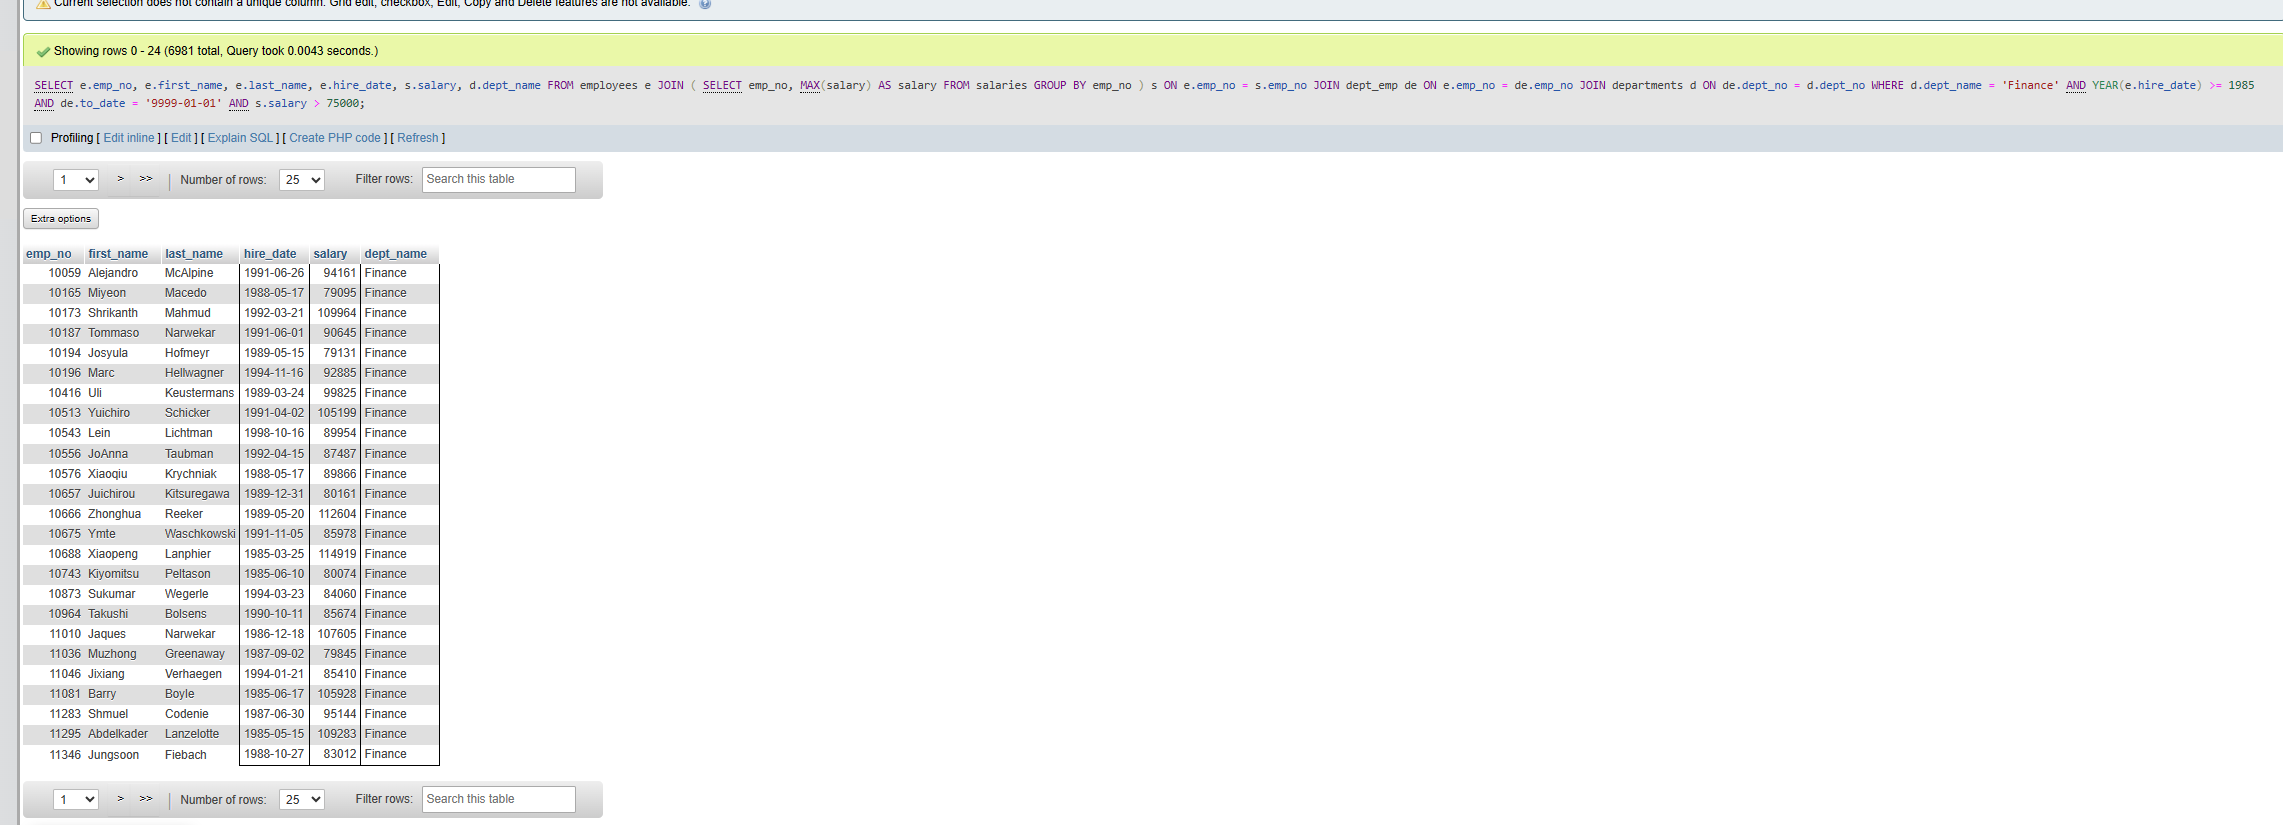 Current selection does not contain a unique column. Grid edit, checkbox, Edit, Copy and Delete features are not available.
Showing rows 0 - 24 (6981 total, Query took 0.0043 seconds.)
SELECT e.emp_no, e.first_name, e.last_name, e.hire_date, s.salary, d.dept_name FROM employees e JOIN ( SELECT emp_no, MAX(salary) AS salary FROM salaries GROUP BY emp_no ) s ON e.emp_no = s.emp_no JOIN dept_emp de ON e.emp_no = de.emp_no JOIN departments d ON de.dept_no = d.dept_no WHERE d.dept_name = 'Finance' AND YEAR(e.hire_date) >= 1985
AND de.to_date = '9999-01-01' AND s.salary > 75000;
Profiling [ Edit inline ] [ Edit ] [ Explain SQL ] [ Create PHP code ] [ Refresh ]
1 > >> | Number of rows: 25 Filter rows: Search this table
Extra options
emp_no first_name last_name hire_date salary dept_name
10059 Alejandro McAlpine 1991-06-26 94161 Finance
10165 Miyeon Macedo 1988-05-17 79095 Finance
10173 Shrikanth Mahmud 1992-03-21 109964 Finance
10187 Tommaso Narwekar 1991-06-01 90645 Finance
10194 Josyula Hofmeyr 1989-05-15 79131 Finance
10196 Marc Hellwagner 1994-11-16 92885 Finance
10416 Uli Keustermans 1989-03-24 99825 Finance
10513 Yuichiro Schicker 1991-04-02 105199 Finance
10543 Lein Lichtman 1998-10-16 89954 Finance
10556 JoAnna Taubman 1992-04-15 87487 Finance
10576 Xiaoqiu Krychniak 1988-05-17 89866 Finance
10657 Juichirou Kitsuregawa 1989-12-31 80161 Finance
10666 Zhonghua Reeker 1989-05-20 112604 Finance
10675 Ymte Waschkowski 1991-11-05 85978 Finance
10688 Xiaopeng Lanphier 1985-03-25 114919 Finance
10743 Kiyomitsu Peltason 1985-06-10 80074 Finance
10873 Sukumar Wegerle 1994-03-23 84060 Finance
10964 Takushi Bolsens 1990-10-11 85674 Finance
11010 Jaques Narwekar 1986-12-18 107605 Finance
11036 Muzhong Greenaway 1987-09-02 79845 Finance
11046 Jixiang Verhaegen 1994-01-21 85410 Finance
11081 Barry Boyle 1985-06-17 105928 Finance
11283 Shmuel Codenie 1987-06-30 95144 Finance
11295 Abdelkader Lanzelotte 1985-05-15 109283 Finance
11346 Jungsoon Fiebach 1988-10-27 83012 Finance
1 > >> | Number of rows: 25 Filter rows: Search this table